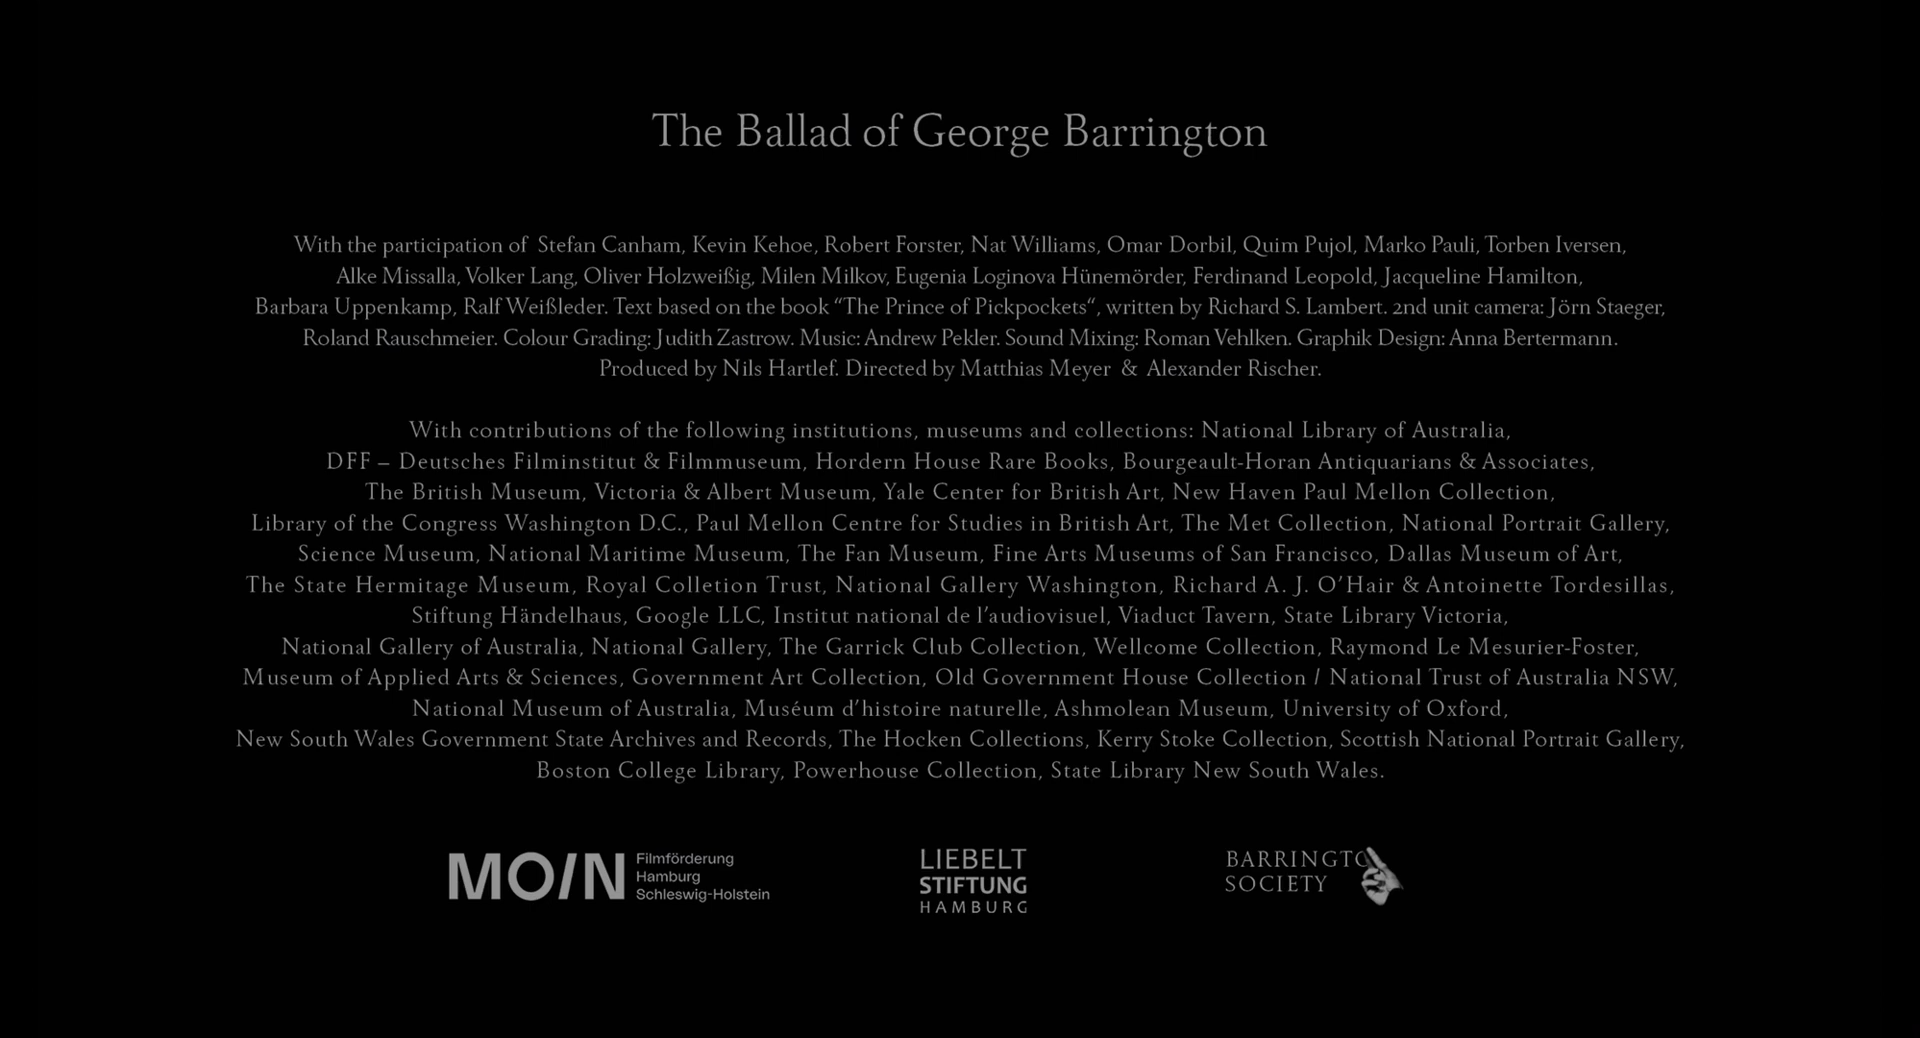 The Ballad of George Barrington
With the participation of Stefan Canham, Kevin Kehoe, Robert Forster, Nat Williams, Omar Dorbil, Quim Pujol, Marko Pauli, Torben Iversen,
Alke Missalla, Volker Lang, Oliver Holzweißig, Milen Milkov, Eugenia Loginova Hünemörder, Ferdinand Leopold, Jacqueline Hamilton,
Barbara Uppenkamp, Ralf Weißleder. Text based on the book “The Prince of Pickpockets“, written by Richard S. Lambert. 2nd unit camera: Jörn Staeger,
Roland Rauschmeier. Colour Grading: Judith Zastrow. Music: Andrew Pekler. Sound Mixing: Roman Vehlken. Graphik Design: Anna Bertermann.
Produced by Nils Hartlef. Directed by Matthias Meyer & Alexander Rischer.
With contributions of the following institutions, museums and collections: National Library of Australia,
DFF – Deutsches Filminstitut & Filmmuseum, Hordern House Rare Books, Bourgeault-Horan Antiquarians & Associates,
The British Museum, Victoria & Albert Museum, Yale Center for British Art, New Haven Paul Mellon Collection,
Library of the Congress Washington D.C., Paul Mellon Centre for Studies in British Art, The Met Collection, National Portrait Gallery,
Science Museum, National Maritime Museum, The Fan Museum, Fine Arts Museums of San Francisco, Dallas Museum of Art,
The State Hermitage Museum, Royal Colletion Trust, National Gallery Washington, Richard A. J. O’Hair & Antoinette Tordesillas,
Stiftung Händelhaus, Google LLC, Institut national de l’audiovisuel, Viaduct Tavern, State Library Victoria,
National Gallery of Australia, National Gallery, The Garrick Club Collection, Wellcome Collection, Raymond Le Mesurier-Foster,
Museum of Applied Arts & Sciences, Government Art Collection, Old Government House Collection / National Trust of Australia NSW,
National Museum of Australia, Muséum d’histoire naturelle, Ashmolean Museum, University of Oxford,
New South Wales Government State Archives and Records, The Hocken Collections, Kerry Stoke Collection, Scottish National Portrait Gallery,
Boston College Library, Powerhouse Collection, State Library New South Wales.
MOIN Filmförderung
Hamburg
Schleswig-Holstein
LIEBELT
STIFTUNG
HAMBURG
BARRINGTO
SOCIETY